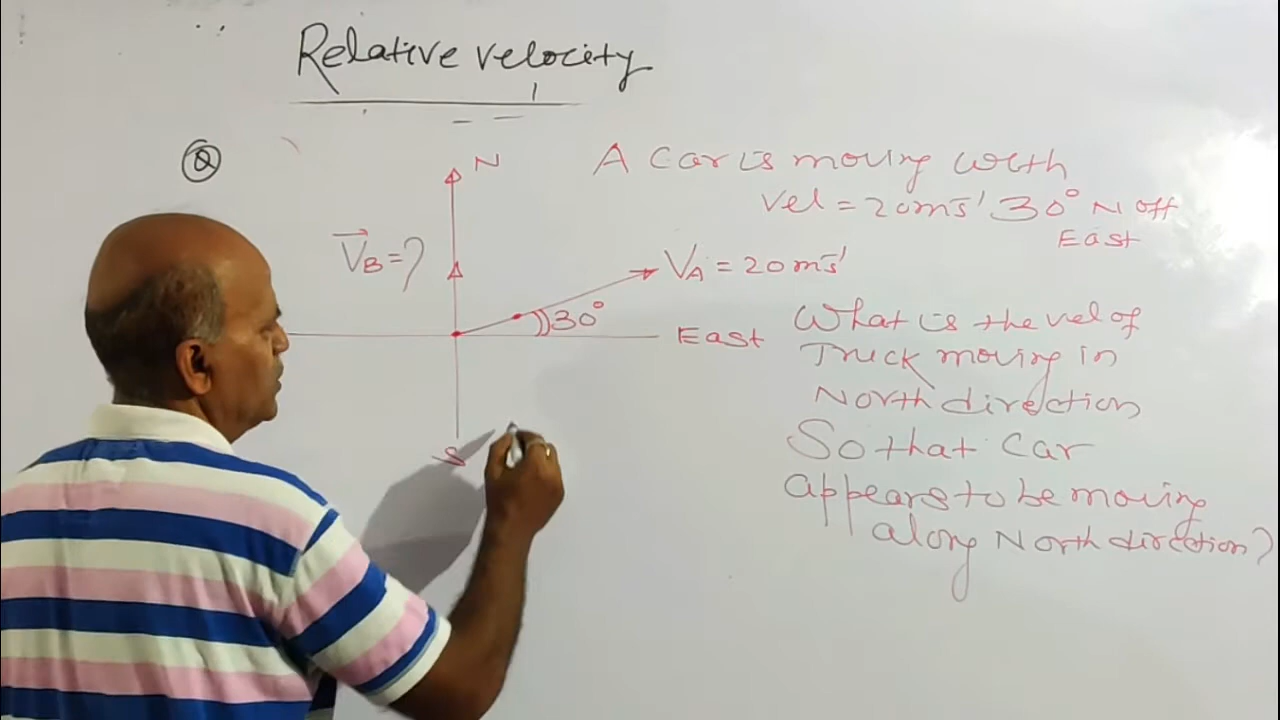 Relative velocity
Q
N
A car is moving with
Vel = 20ms⁻¹ 30° N off
East
V⃗B = ?
VA = 20ms⁻¹
30°
East
What is the vel of
Truck moving in
North direction
So that Car
appears to be moving
along North direction?
S